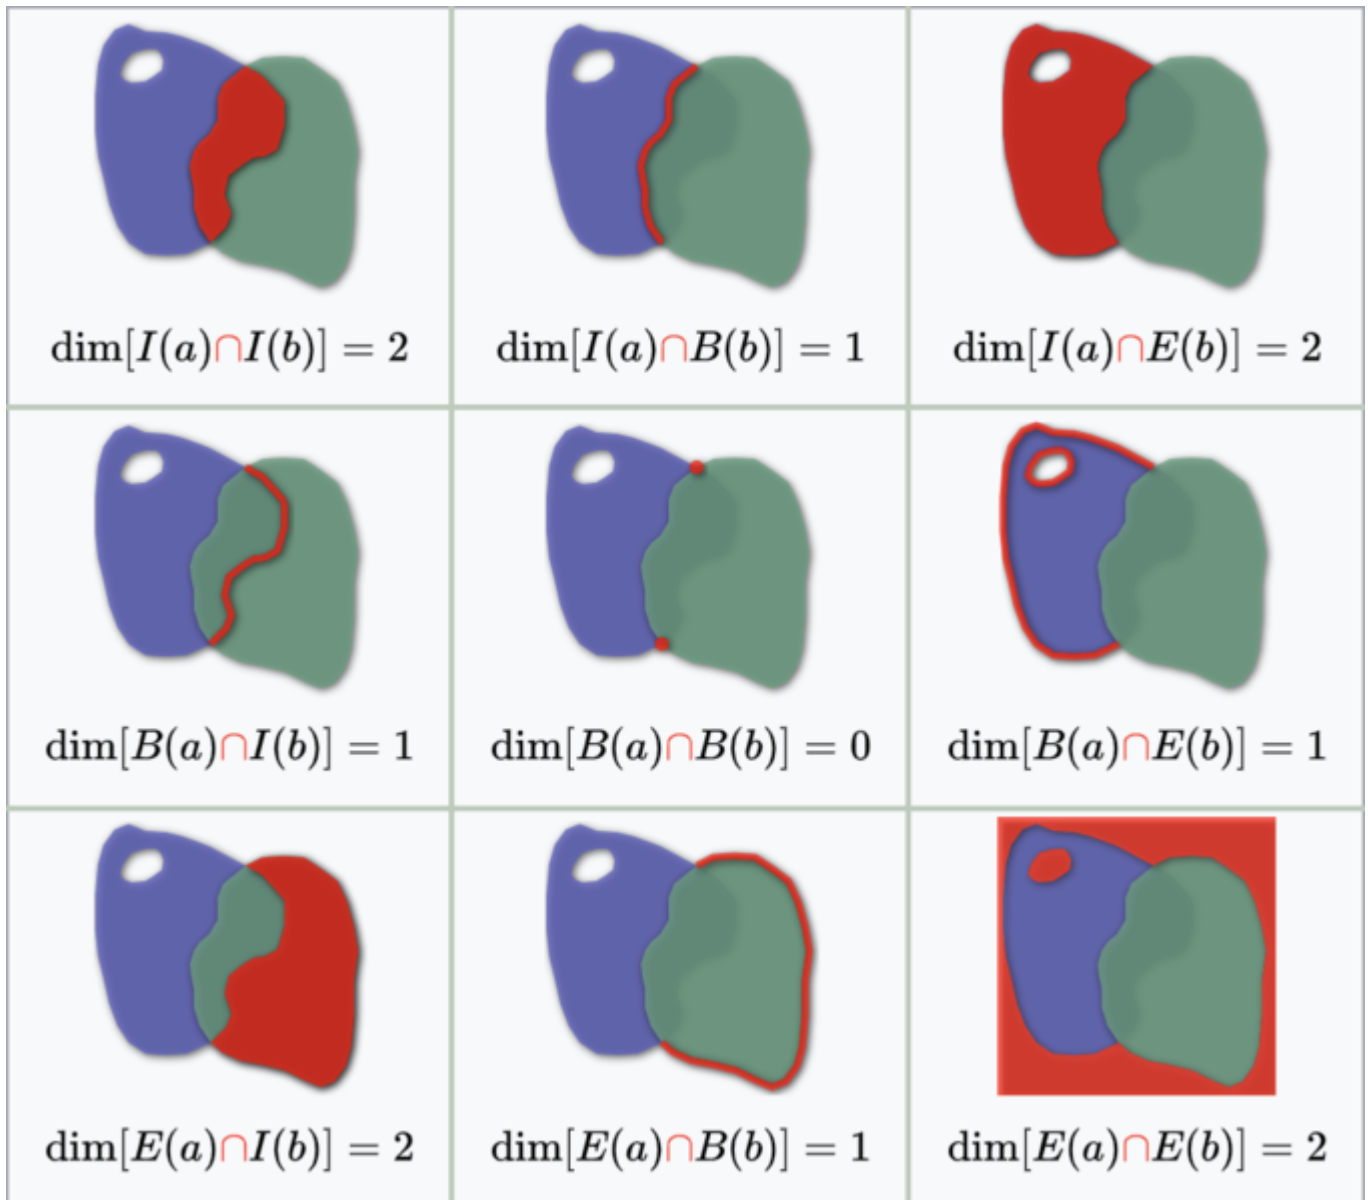 dim[I(a)∩I(b)] = 2
dim[I(a)∩B(b)] = 1
dim[I(a)∩E(b)] = 2
dim[B(a)∩I(b)] = 1
dim[B(a)∩B(b)] = 0
dim[B(a)∩E(b)] = 1
dim[E(a)∩I(b)] = 2
dim[E(a)∩B(b)] = 1
dim[E(a)∩E(b)] = 2